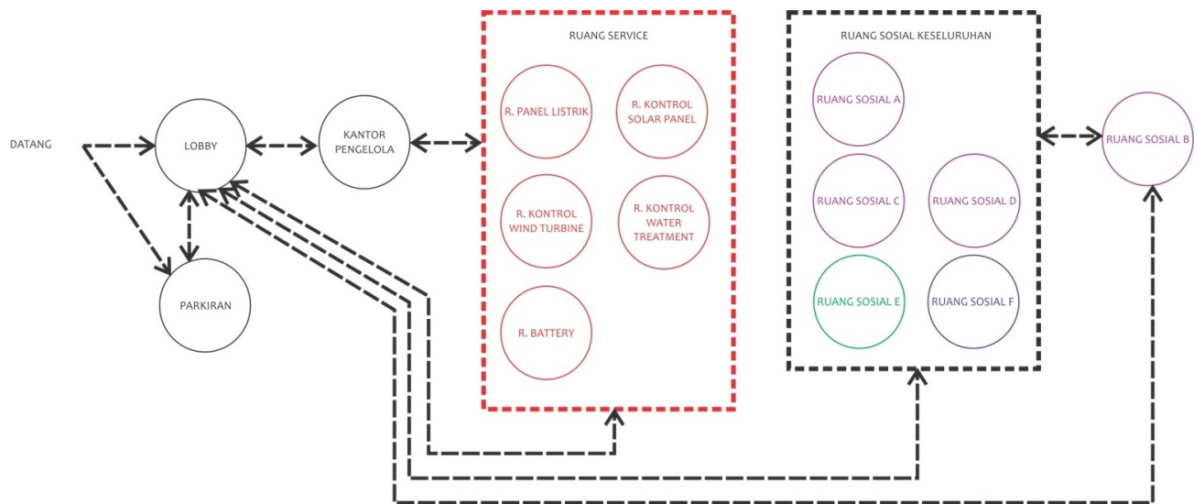 DATANG
LOBBY
PARKIRAN
KANTOR
PENGELOLA
RUANG SERVICE
R. PANEL LISTRIK
R. KONTROL
SOLAR PANEL
R. KONTROL
WIND TURBINE
R. KONTROL
WATER
TREATMENT
R. BATTERY
RUANG SOSIAL KESELURUHAN
RUANG SOSIAL A
RUANG SOSIAL C
RUANG SOSIAL D
RUANG SOSIAL E
RUANG SOSIAL F
RUANG SOSIAL B